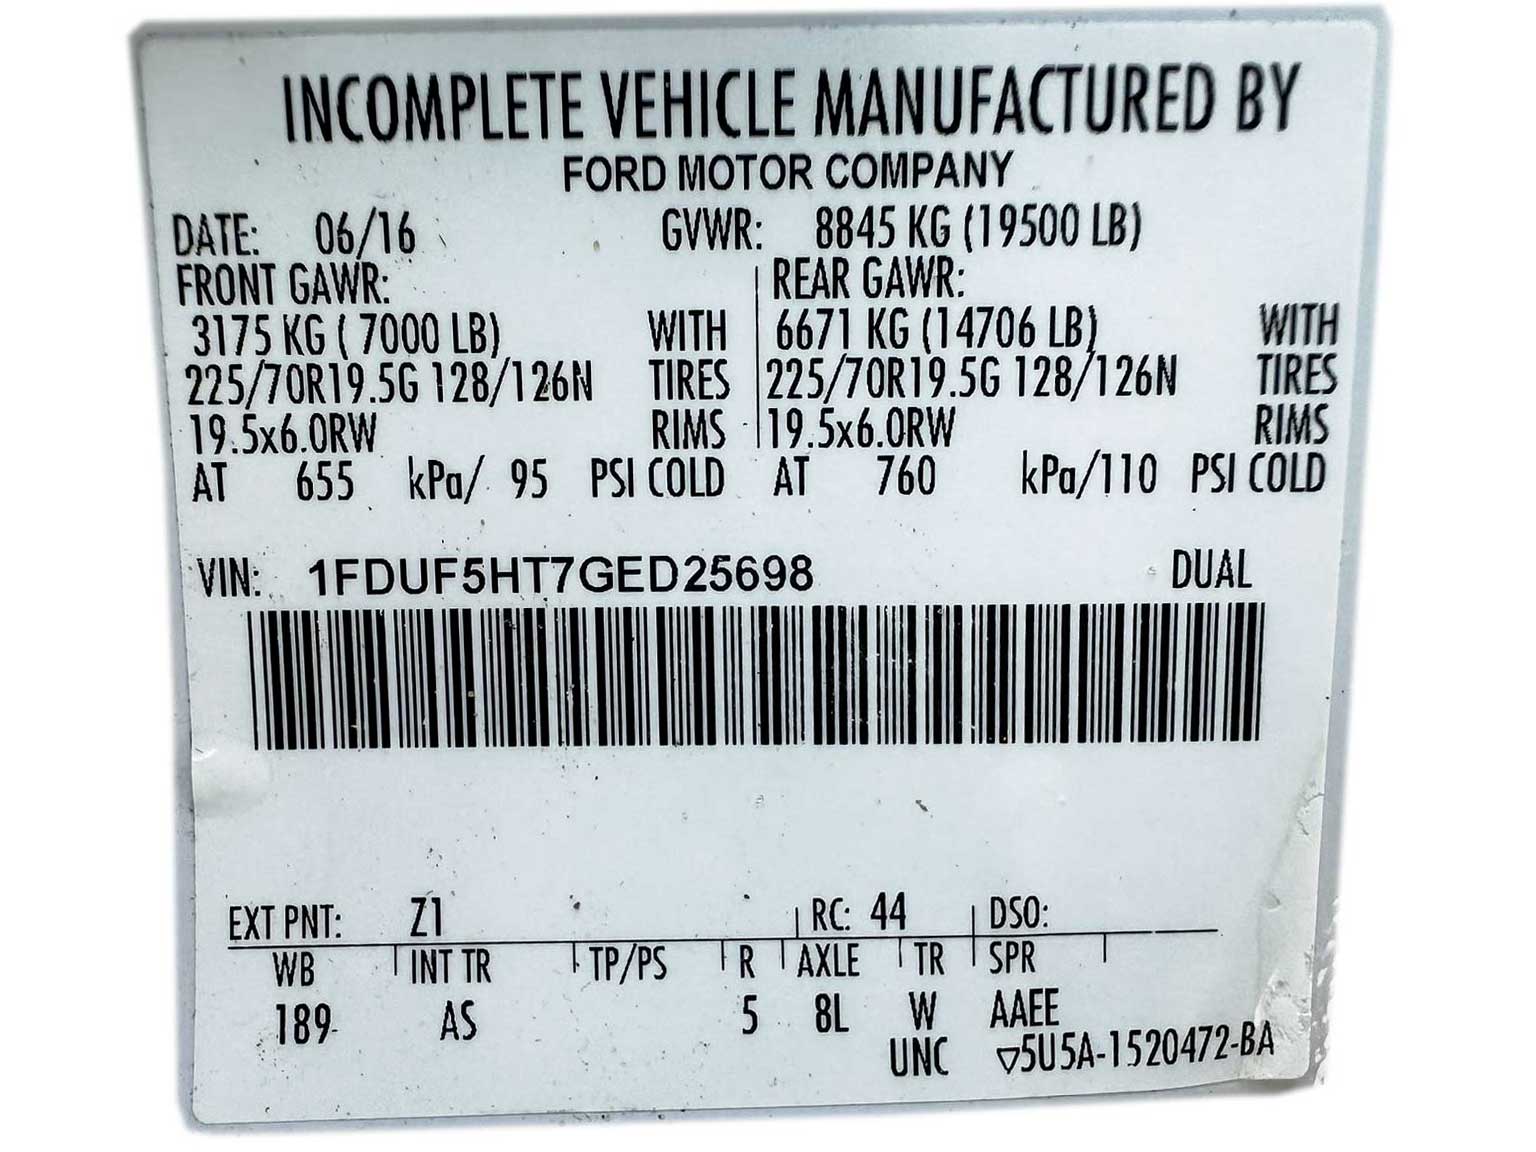 INCOMPLETE VEHICLE MANUFACTURED BY
FORD MOTOR COMPANY
DATE: 06/16 GVWR: 8845 KG (19500 LB)
FRONT GAWR: REAR GAWR:
3175 KG ( 7000 LB) WITH 6671 KG (14706 LB) WITH
225/70R19.5G 128/126N TIRES 225/70R19.5G 128/126N TIRES
19.5x6.0RW RIMS 19.5x6.0RW RIMS
AT 655 kPa/ 95 PSI COLD AT 760 kPa/110 PSI COLD
VIN: 1FDUF5HT7GED25698 DUAL
EXT PNT: Z1 RC: 44 DSO:
WB INT TR TP/PS R AXLE TR SPR
189 AS 5 8L W AAEE
UNC ▽5U5A-1520472-BA